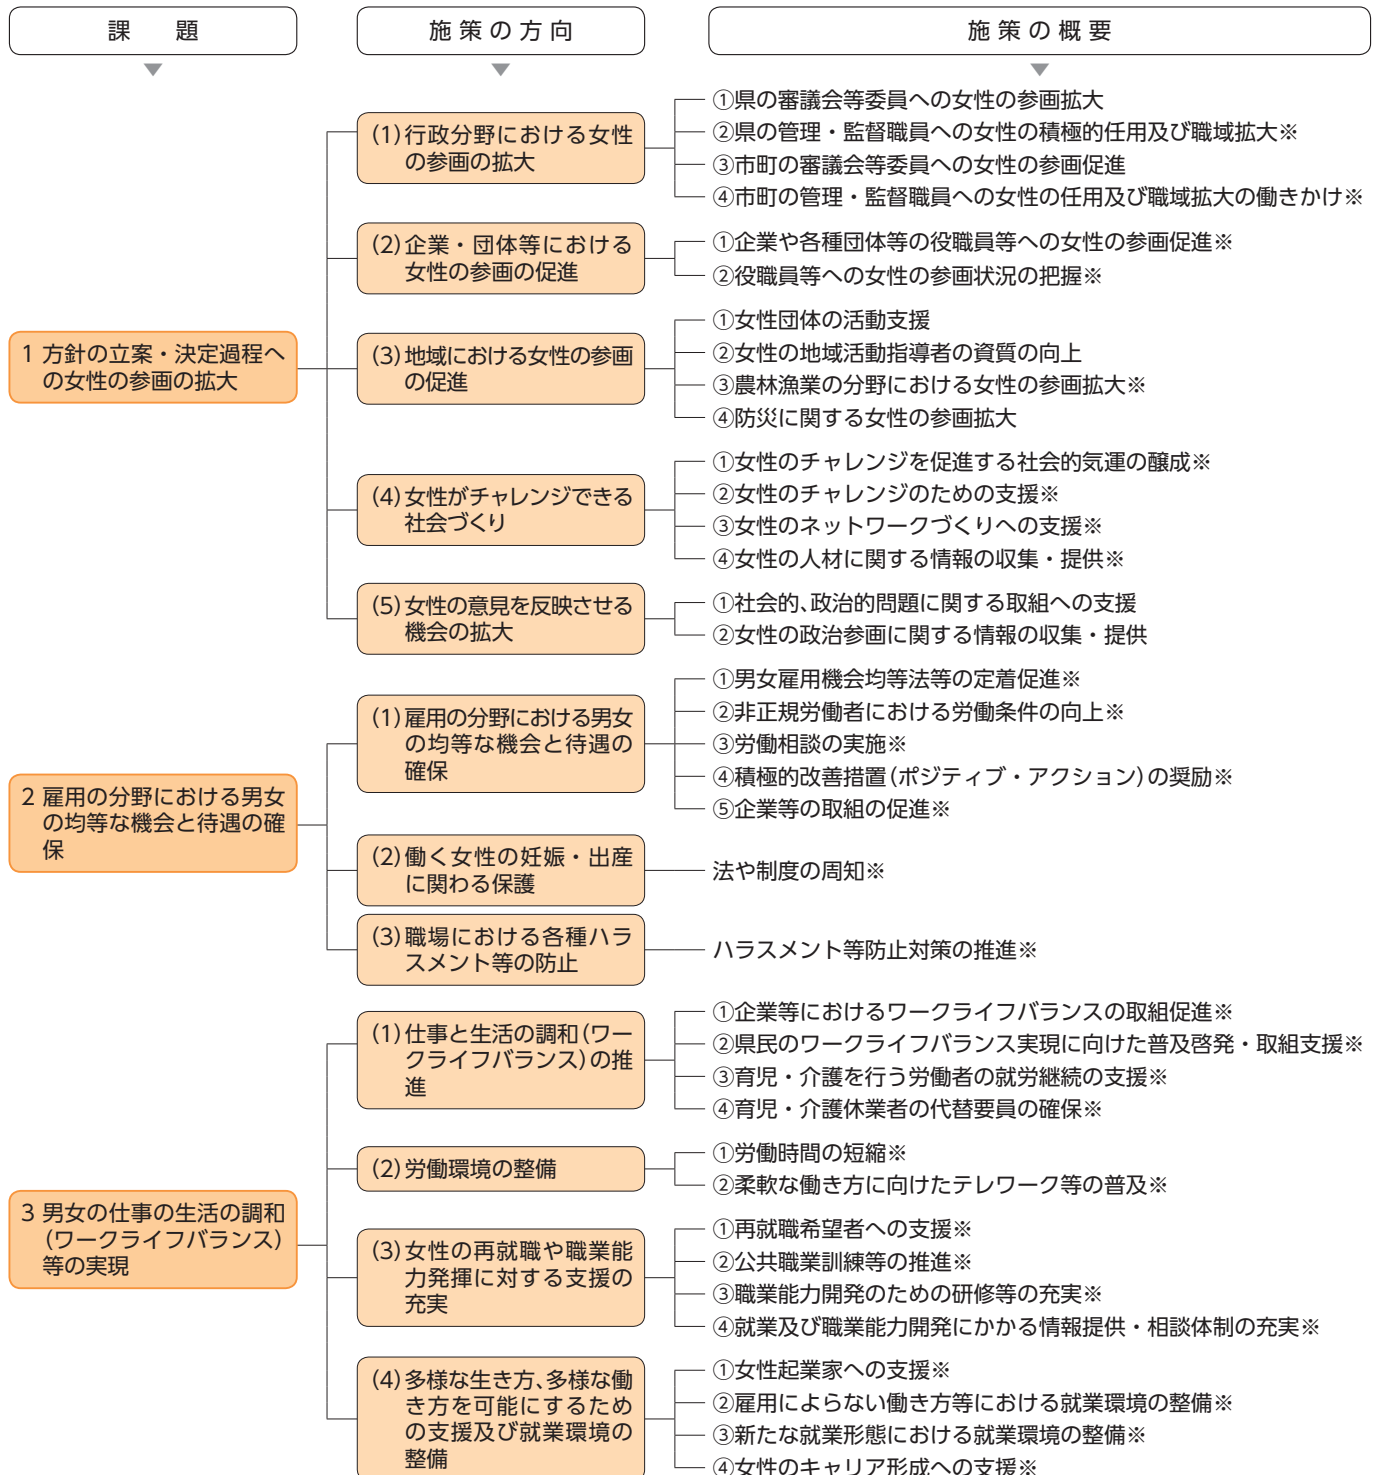 課題
施策の方向
施策の概要
1 方針の立案・決定過程へ
の女性の参画の拡大
(1)行政分野における女性
の参画の拡大
①県の審議会等委員への女性の参画拡大
②県の管理・監督職員への女性の積極的任用及び職域拡大※
③市町の審議会等委員への女性の参画促進
④市町の管理・監督職員への女性の任用及び職域拡大の働きかけ※
(2)企業・団体等における
女性の参画の促進
①企業や各種団体等の役職員等への女性の参画促進※
②役職員等への女性の参画状況の把握※
(3)地域における女性の参画
の促進
①女性団体の活動支援
②女性の地域活動指導者の資質の向上
③農林漁業の分野における女性の参画拡大※
④防災に関する女性の参画拡大
(4)女性がチャレンジできる
社会づくり
①女性のチャレンジを促進する社会的気運の醸成※
②女性のチャレンジのための支援※
③女性のネットワークづくりへの支援※
④女性の人材に関する情報の収集・提供※
(5)女性の意見を反映させる
機会の拡大
①社会的、政治的問題に関する取組への支援
②女性の政治参画に関する情報の収集・提供
2 雇用の分野における男女
の均等な機会と待遇の確
保
(1)雇用の分野における男女
の均等な機会と待遇の
確保
①男女雇用機会均等法等の定着促進※
②非正規労働者における労働条件の向上※
③労働相談の実施※
④積極的改善措置(ポジティブ・アクション)の奨励※
⑤企業等の取組の促進※
(2)働く女性の妊娠・出産
に関わる保護
法や制度の周知※
(3)職場における各種ハラ
スメント等の防止
ハラスメント等防止対策の推進※
3 男女の仕事の生活の調和
(ワークライフバランス)
等の実現
(1)仕事と生活の調和(ワー
クライフバランス)の推
進
①企業等におけるワークライフバランスの取組促進※
②県民のワークライフバランス実現に向けた普及啓発・取組支援※
③育児・介護を行う労働者の就労継続の支援※
④育児・介護休業者の代替要員の確保※
(2)労働環境の整備
①労働時間の短縮※
②柔軟な働き方に向けたテレワーク等の普及※
(3)女性の再就職や職業能
力発揮に対する支援の
充実
①再就職希望者への支援※
②公共職業訓練等の推進※
③職業能力開発のための研修等の充実※
④就業及び職業能力開発にかかる情報提供・相談体制の充実※
(4)多様な生き方、多様な働
き方を可能にするため
の支援及び就業環境の
整備
①女性起業家への支援※
②雇用によらない働き方等における就業環境の整備※
③新たな就業形態における就業環境の整備※
④女性のキャリア形成への支援※